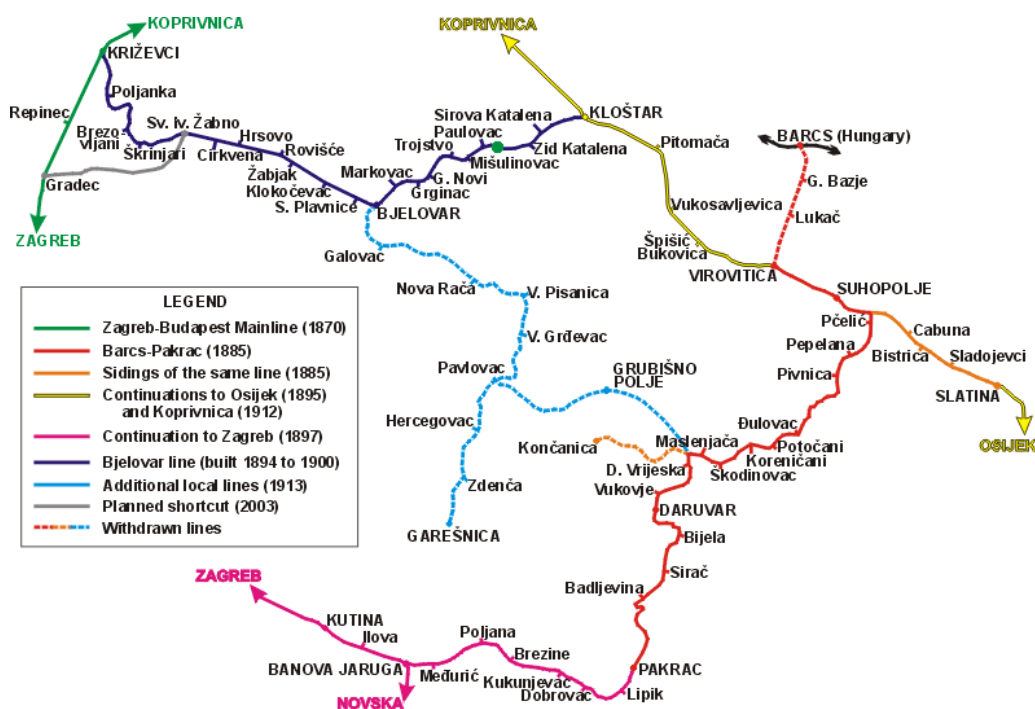 KOPRIVNICA
KOPRIVNICA
KRIŽEVCI
Poljanka
Repinec
Brezo
vljani
Sv. Iv. Žabno
Škrinjari
Cirkvena
Hrsovo
Rovišće
Žabjak
Klokočevac
S. Plavnice
Gradec
ZAGREB
BJELOVAR
Markovac
Grginac
G. Novi
Trojstvo
Paulovac
Mišulinovac
Sirova Katalena
Zid Katalena
KLOŠTAR
Pitomača
Vukosavljevica
Špišić
Bukovica
VIROVITICA
BARCS (Hungary)
G. Bazje
Lukač
SUHOPOLJE
Pčelić
Cabuna
Bistrica
Sladojevci
SLATINA
OSIJEK
Pepelana
Pivnica
Đulovac
Potočani
Koreničani
Škodinovac
Maslenjača
D. Vrijeska
Končanica
Vukovje
DARUVAR
Bijela
Sirač
Badljevina
PAKRAC
Lipik
Dobrovac
Kukunjevac
Brezine
Poljana
Međurić
BANOVA JARUGA
NOVSKA
Ilova
KUTINA
ZAGREB
Galovac
Nova Rača
V. Pisanica
V. Grđevac
Pavlovac
GRUBIŠNO
POLJE
Hercegovac
Zdenča
GAREŠNICA
LEGEND
Zagreb-Budapest Mainline (1870)
Barcs-Pakrac (1885)
Sidings of the same line (1885)
Continuations to Osijek (1895)
and Koprivnica (1912)
Continuation to Zagreb (1897)
Bjelovar line (built 1894 to 1900)
Additional local lines (1913)
Planned shortcut (2003)
Withdrawn lines